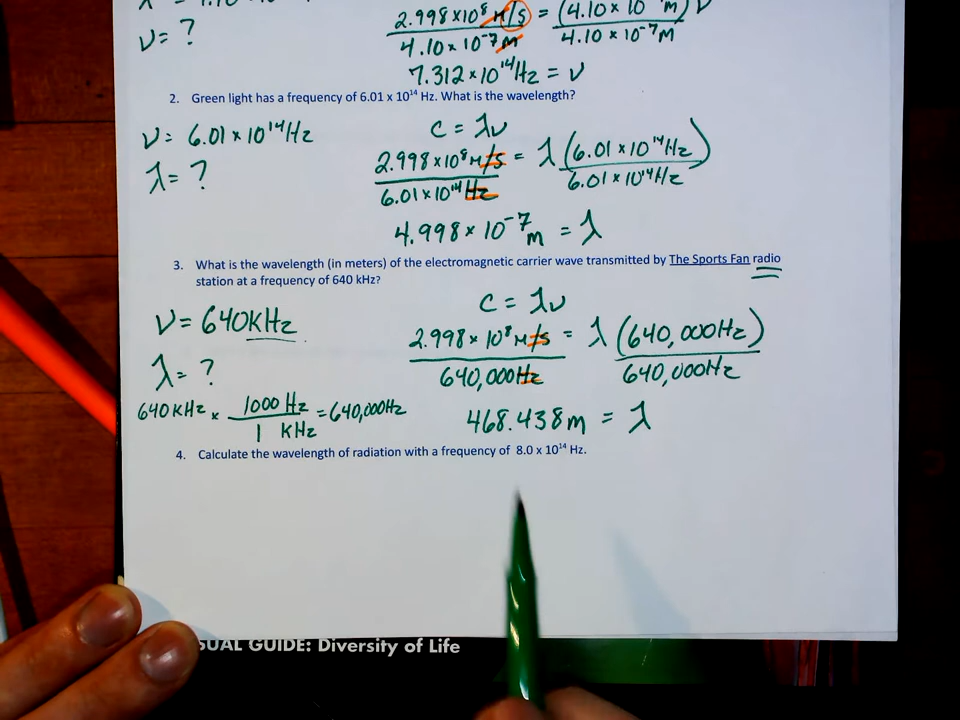 2.998 x 10⁸ m/s = (4.10 x 10 m) ν
4.10 x 10⁻⁷ m 4.10 x 10⁻⁷ m
ν = ?
7.312 x 10¹⁴ Hz = ν
2. Green light has a frequency of 6.01 x 10¹⁴ Hz. What is the wavelength?
ν = 6.01 x 10¹⁴ Hz
λ = ?
c = λν
2.998 x 10⁸ m/s = λ (6.01 x 10¹⁴ Hz)
6.01 x 10¹⁴ Hz 6.01 x 10¹⁴ Hz
4.998 x 10⁻⁷ m = λ
3. What is the wavelength (in meters) of the electromagnetic carrier wave transmitted by The Sports Fan radio
station at a frequency of 640 kHz?
ν = 640 KHz
λ = ?
640 KHz x 1000 Hz = 640,000 Hz
1 KHz
c = λν
2.998 x 10⁸ m/s = λ (640,000 Hz)
640,000 Hz 640,000 Hz
468.438 m = λ
4. Calculate the wavelength of radiation with a frequency of 8.0 x 10¹⁴ Hz.
SUAL GUIDE: Diversity of Life